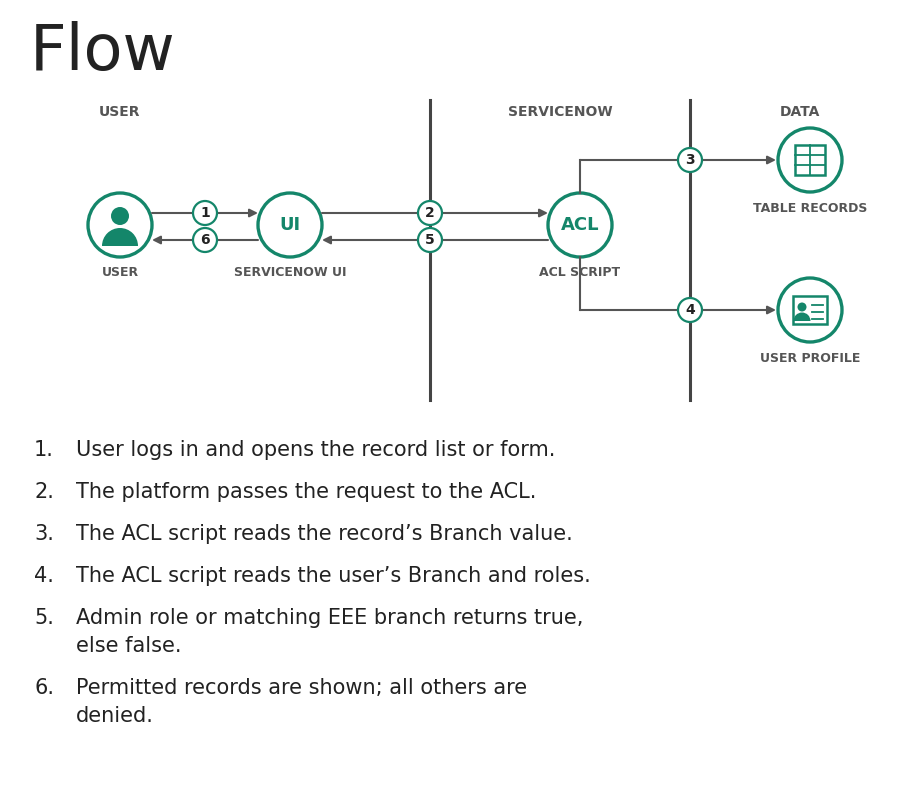 Flow
USER
SERVICENOW
DATA
3
TABLE RECORDS
1
2
UI
ACL
6
5
USER
SERVICENOW UI
ACL SCRIPT
4
USER PROFILE
1. User logs in and opens the record list or form.
2. The platform passes the request to the ACL.
3. The ACL script reads the record’s Branch value.
4. The ACL script reads the user’s Branch and roles.
5. Admin role or matching EEE branch returns true,
else false.
6. Permitted records are shown; all others are
denied.